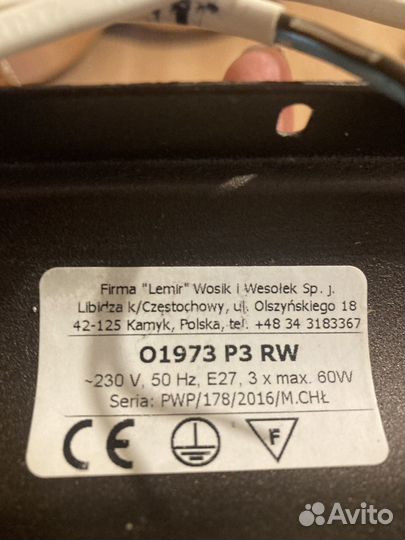 Firma "Lemir" Wosik i Wesołek Sp. j.
Libidza k/Częstochowy, ul. Olszyńskiego 18
42-125 Kamyk, Polska, tel. +48 34 3183367
O1973 P3 RW
~230 V, 50 Hz, E27, 3 x max. 60W
Seria: PWP/178/2016/M.CHŁ
CE
F
Avito